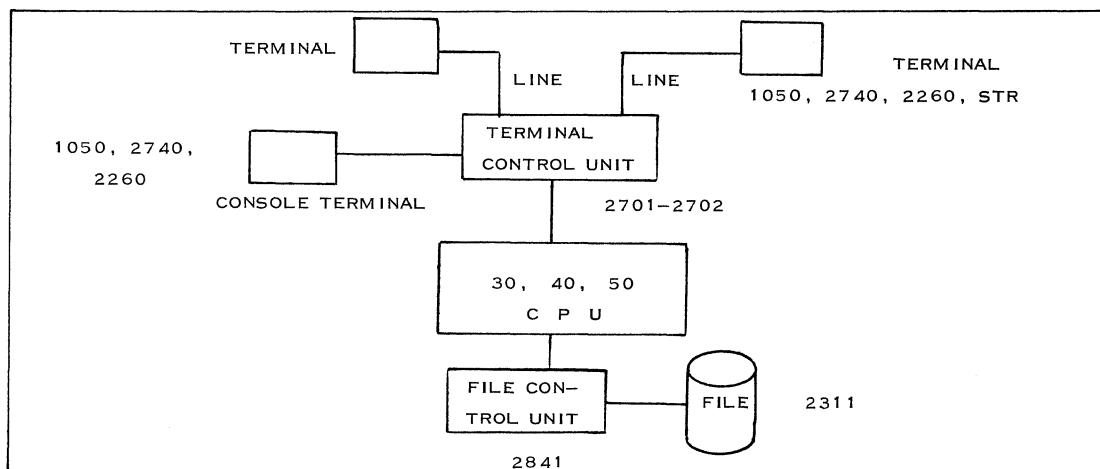 TERMINAL
LINE
LINE
TERMINAL
1050, 2740, 2260, STR
TERMINAL
CONTROL UNIT
1050, 2740,
2260
CONSOLE TERMINAL
2701-2702
30, 40, 50
C P U
FILE CON-
TROL UNIT
FILE
2311
2841